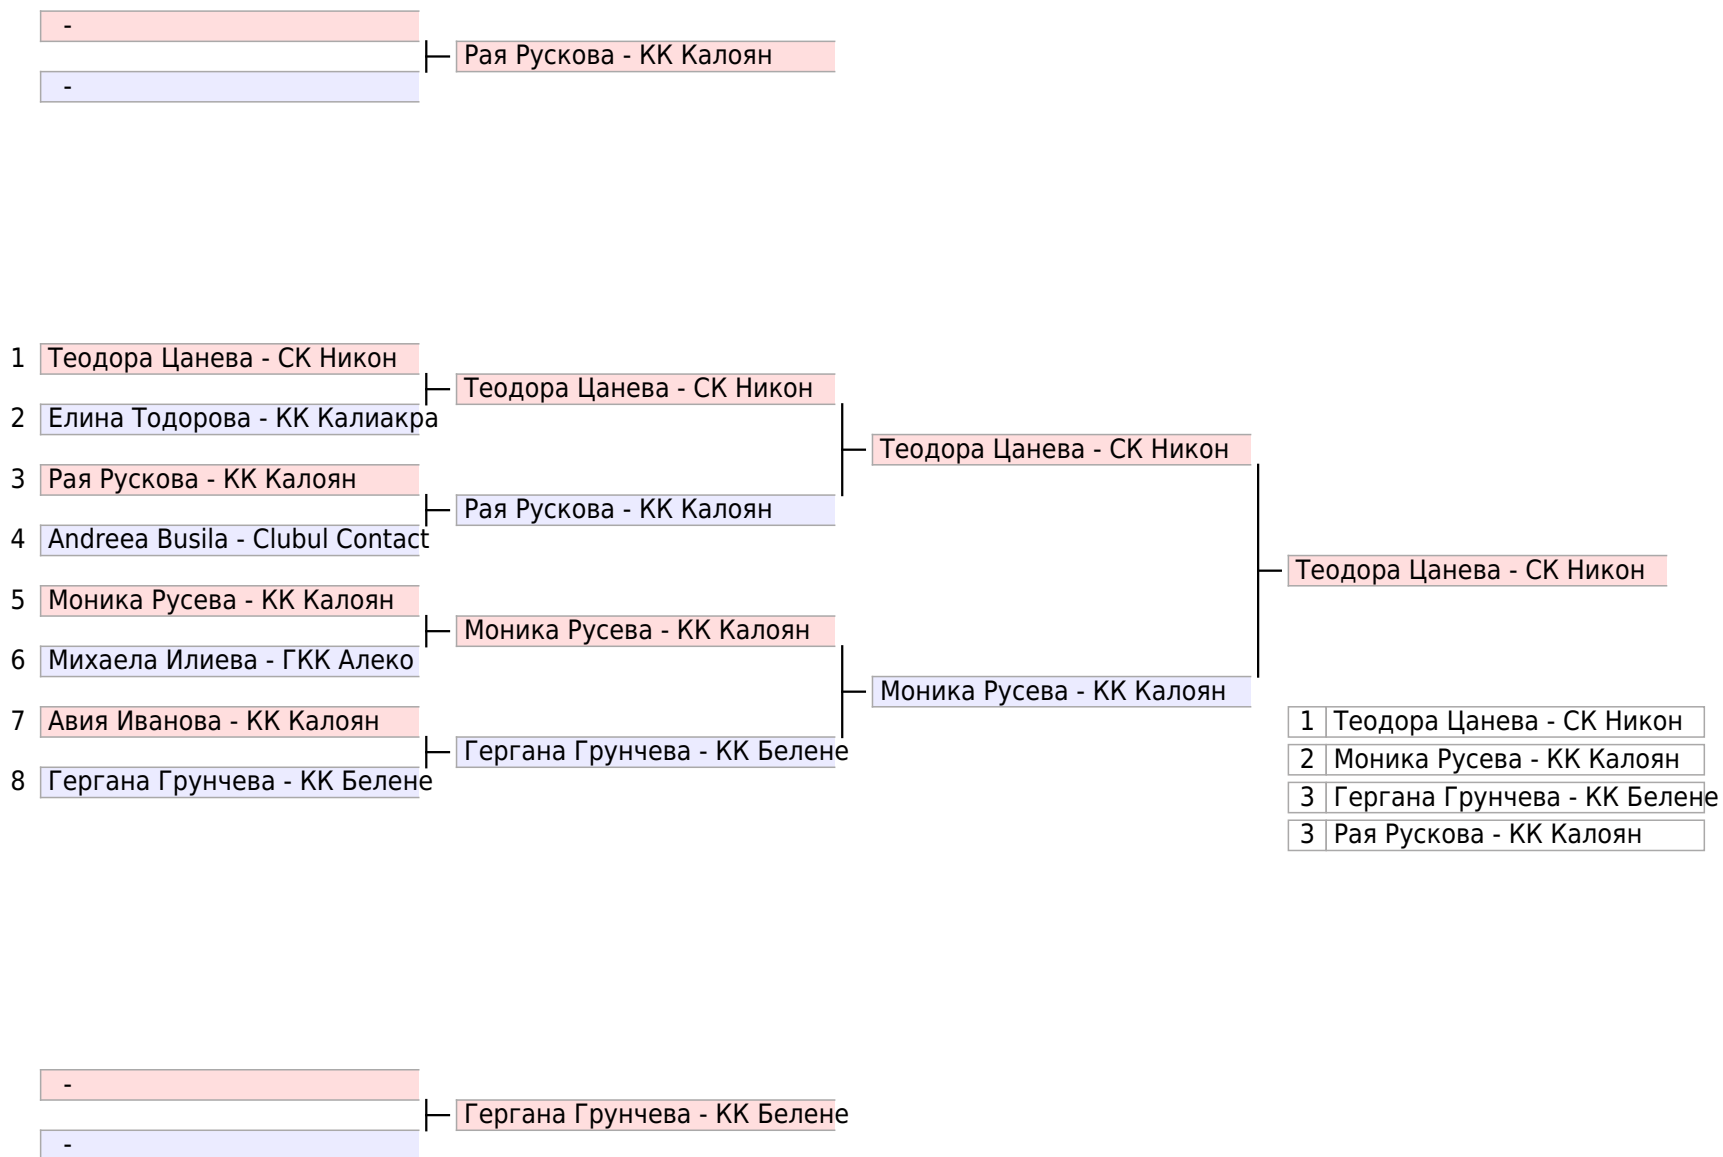 -
Рая Рускова - КК Калоян
-
1 Теодора Цанева - СК Никон
Теодора Цанева - СК Никон
2 Елина Тодорова - КК Калиакра
Теодора Цанева - СК Никон
3 Рая Рускова - КК Калоян
Рая Рускова - КК Калоян
4 Andreea Busila - Clubul Contact
Теодора Цанева - СК Никон
5 Моника Русева - КК Калоян
Моника Русева - КК Калоян
6 Михаела Илиева - ГКК Алеко
Моника Русева - КК Калоян
7 Авия Иванова - КК Калоян
Гергана Грунчева - КК Белене
8 Гергана Грунчева - КК Белене
1 Теодора Цанева - СК Никон
2 Моника Русева - КК Калоян
3 Гергана Грунчева - КК Белене
3 Рая Рускова - КК Калоян
-
Гергана Грунчева - КК Белене
-